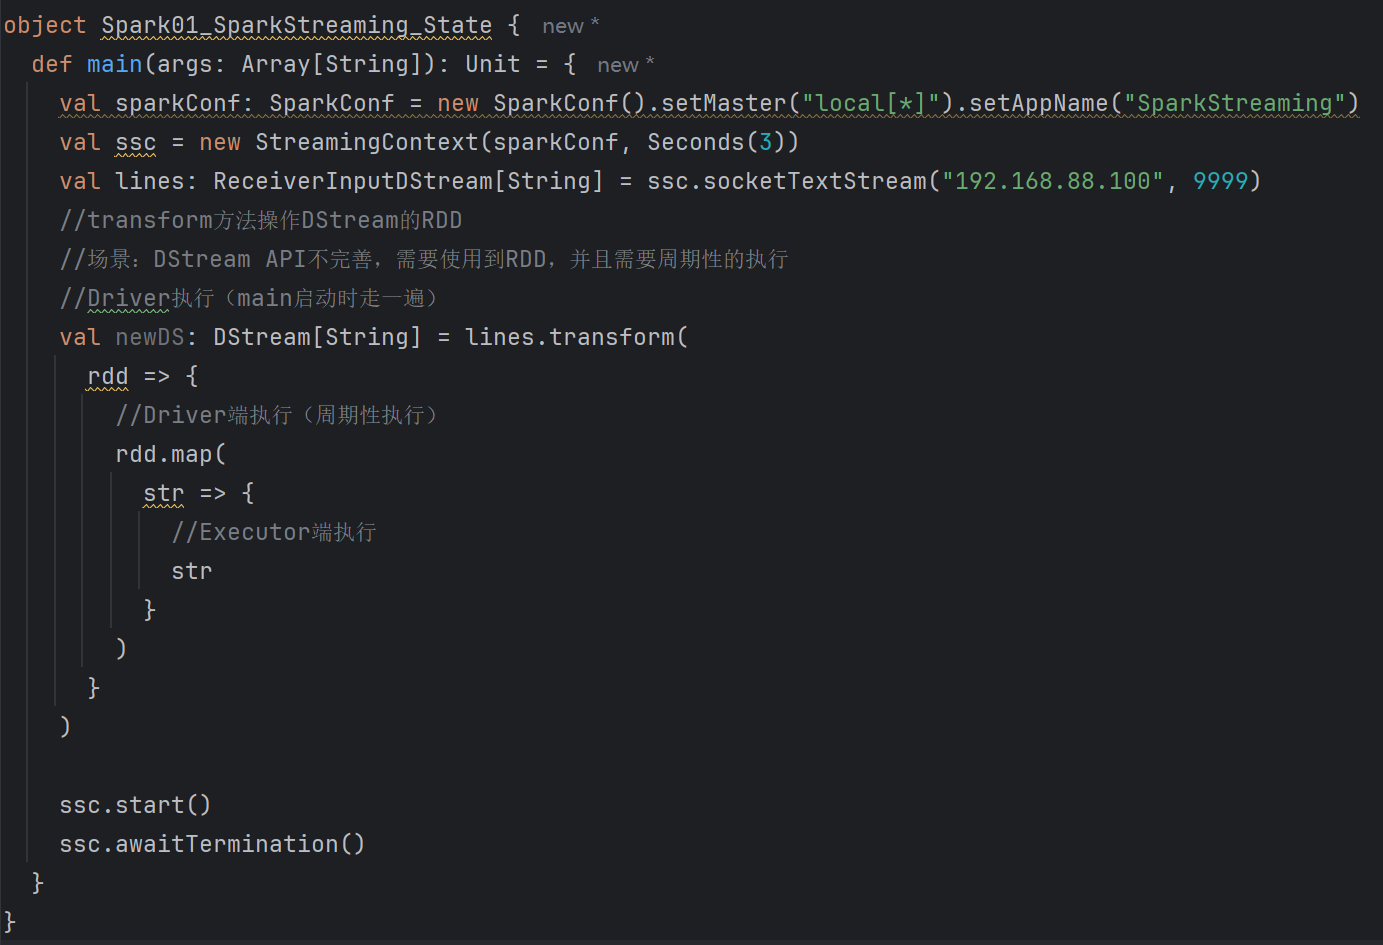 object Spark01_SparkStreaming_State {  new *
  def main(args: Array[String]): Unit = {  new *
    val sparkConf: SparkConf = new SparkConf().setMaster("local[*]").setAppName("SparkStreaming")
    val ssc = new StreamingContext(sparkConf, Seconds(3))
    val lines: ReceiverInputDStream[String] = ssc.socketTextStream("192.168.88.100", 9999)
    //transform方法操作DStream的RDD
    //场景：DStream API不完善，需要使用到RDD，并且需要周期性的执行
    //Driver执行（main启动时走一遍）
    val newDS: DStream[String] = lines.transform(
      rdd => {
        //Driver端执行（周期性执行）
        rdd.map(
          str => {
            //Executor端执行
            str
          }
        )
      }
    )
    ssc.start()
    ssc.awaitTermination()
  }
}